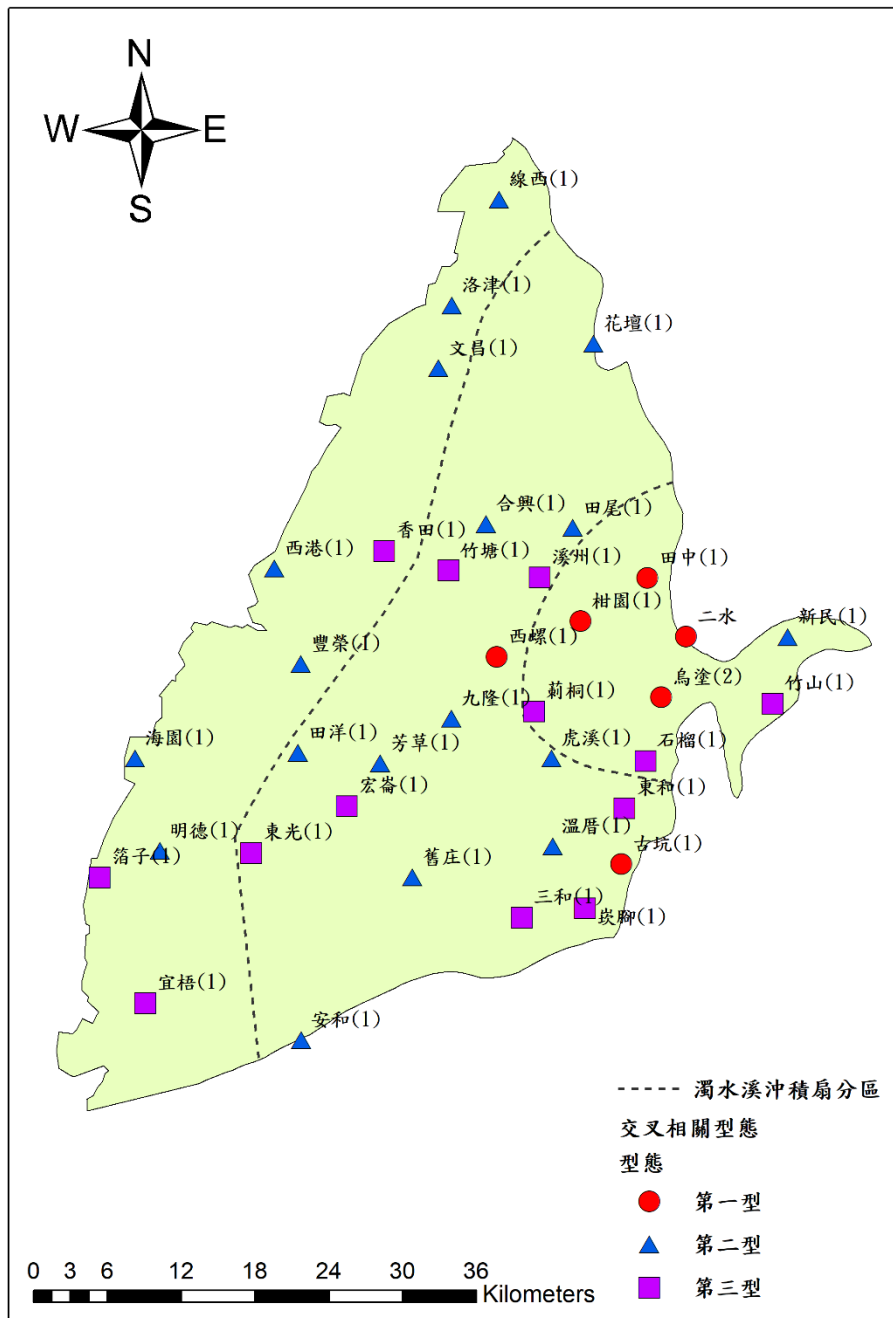 N
W E
S
線西(1)
洛津(1)
花壇(1)
文昌(1)
合興(1)
田尾(1)
香田(1)
西港(1)
竹塘(1)
溪州(1)
田中(1)
柑園(1)
二水
新民(1)
西螺(1)
豐榮(1)
烏塗(2)
竹山(1)
莿桐(1)
九隆(1)
海園(1)
田洋(1)
芳草(1)
虎溪(1)
石榴(1)
宏崙(1)
東和(1)
明德(1)
東光(1)
溫厝(1)
箔子(1)
舊庄(1)
古坑(1)
三和(1)
崁腳(1)
宜梧(1)
安和(1)
濁水溪沖積扇分區
交叉相關型態
型態
第一型
第二型
第三型
0 3 6 12 18 24 30 36
Kilometers